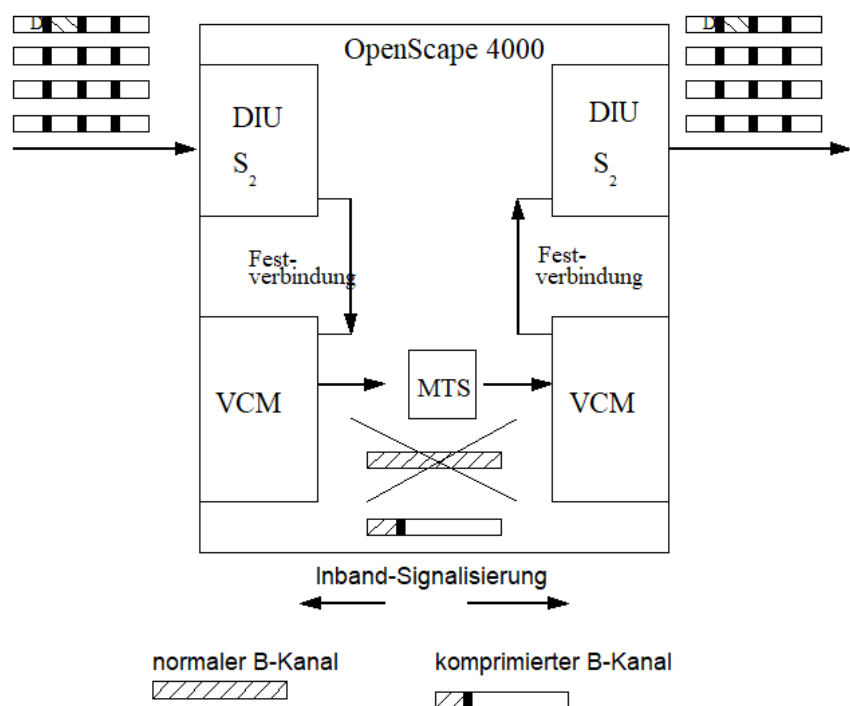 D
D
OpenScape 4000
DIU
S2
DIU
S2
Fest-
verbindung
Fest-
verbindung
VCM
MTS
VCM
Inband-Signalisierung
normaler B-Kanal
komprimierter B-Kanal